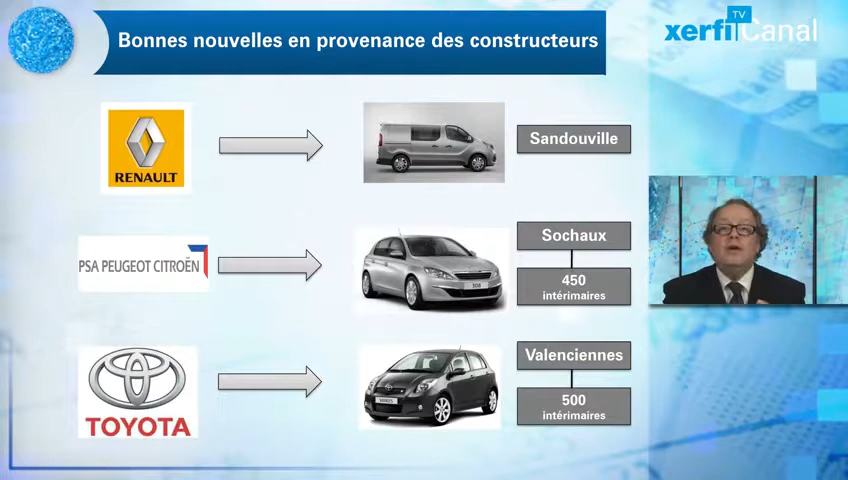 Bonnes nouvelles en provenance des constructeurs
xerfi Canal
TV
RENAULT
Sandouville
PSA PEUGEOT CITROËN
308
Sochaux
450
intérimaires
TOYOTA
Valenciennes
500
intérimaires